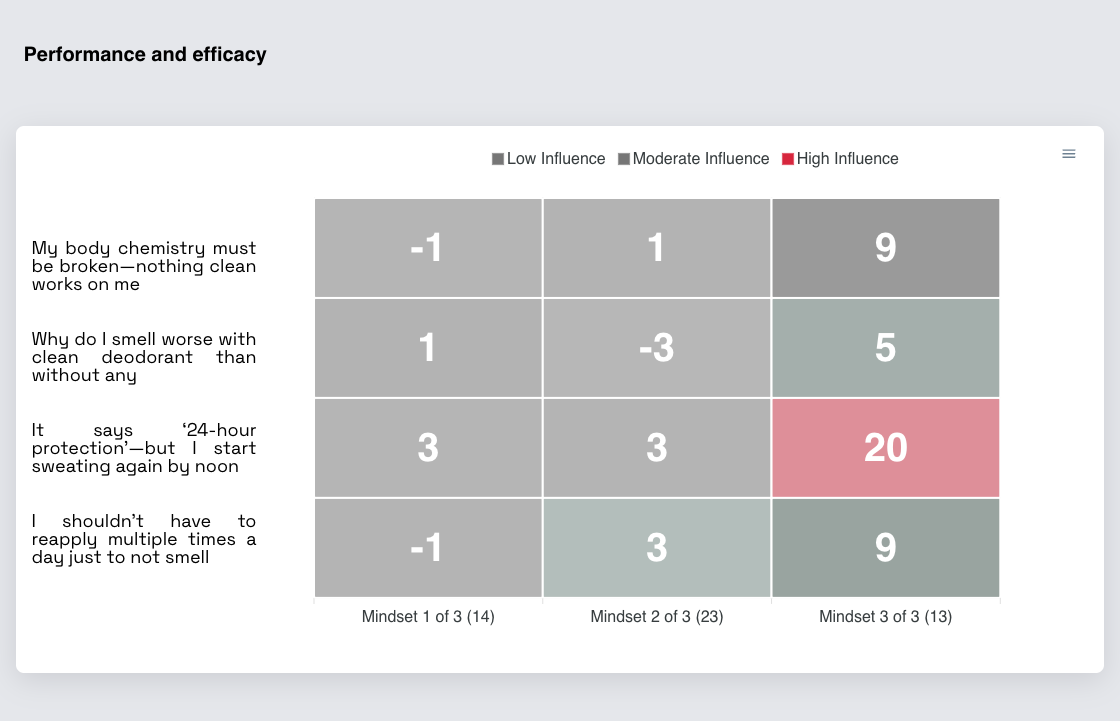 Performance and efficacy
Low Influence Moderate Influence High Influence
My body chemistry must
be broken—nothing clean
works on me
-1 1 9
Why do I smell worse with
clean deodorant than
without any
1 -3 5
It says ‘24-hour
protection’—but I start
sweating again by noon
3 3 20
I shouldn’t have to
reapply multiple times a
day just to not smell
-1 3 9
Mindset 1 of 3 (14) Mindset 2 of 3 (23) Mindset 3 of 3 (13)